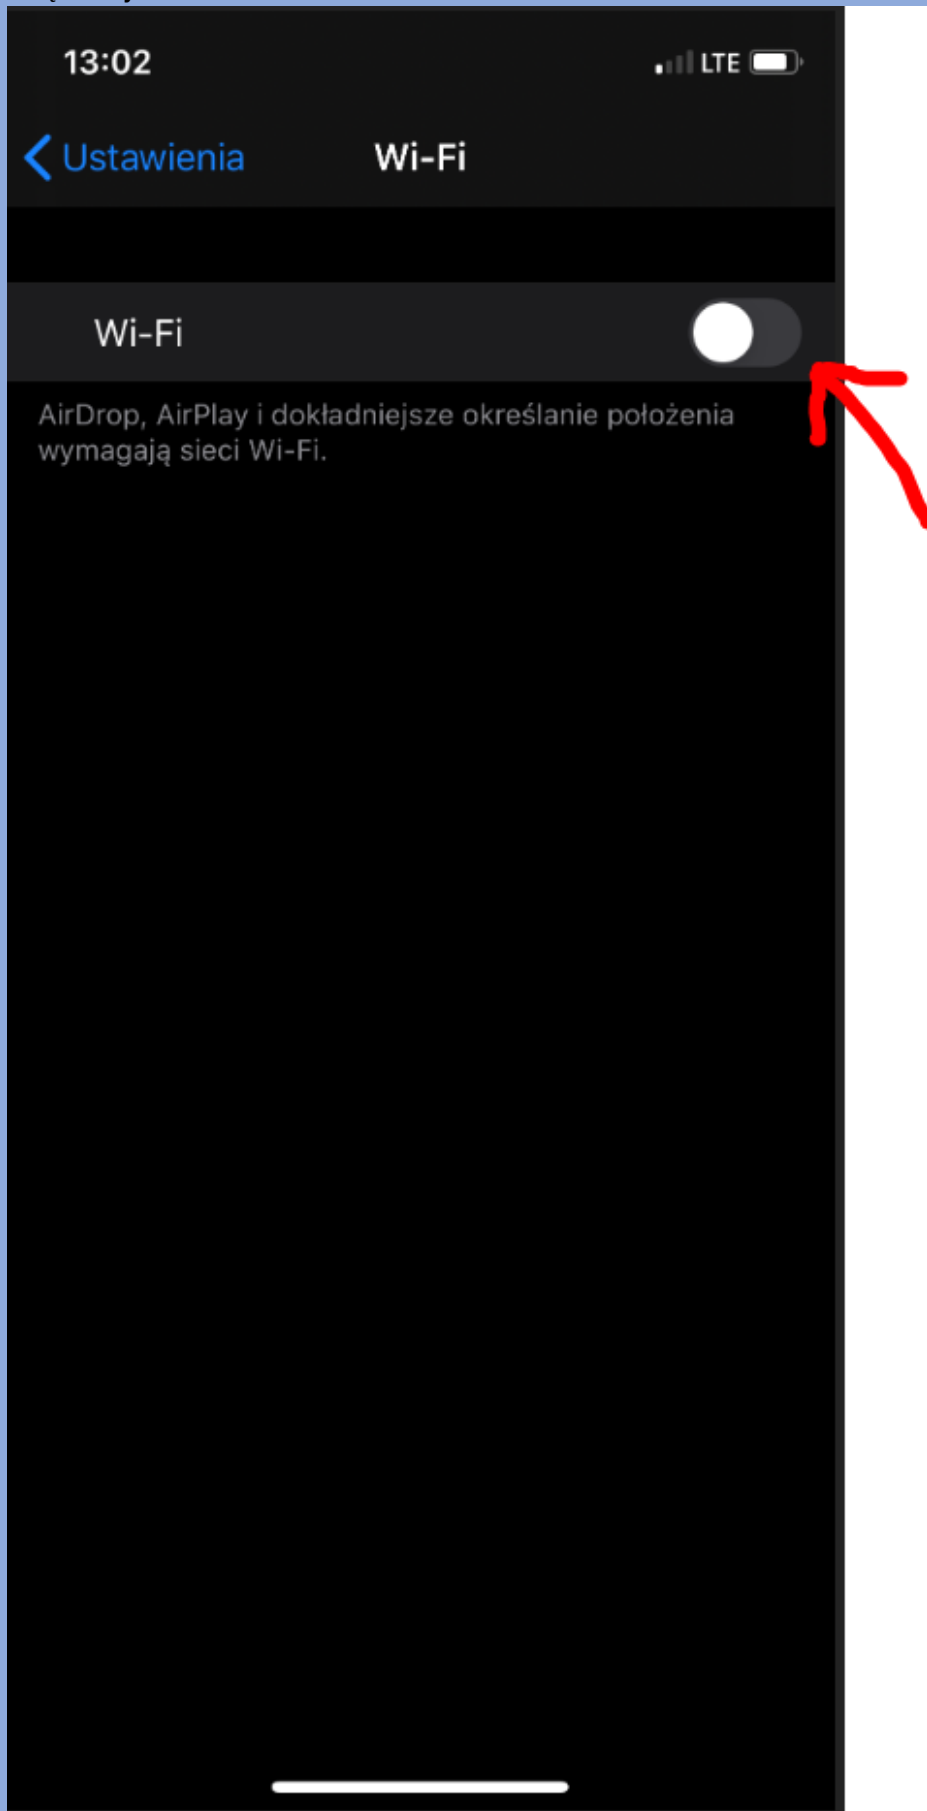 13:02 LTE
Ustawienia Wi-Fi
Wi-Fi
AirDrop, AirPlay i dokładniejsze określanie położenia
wymagają sieci Wi-Fi.